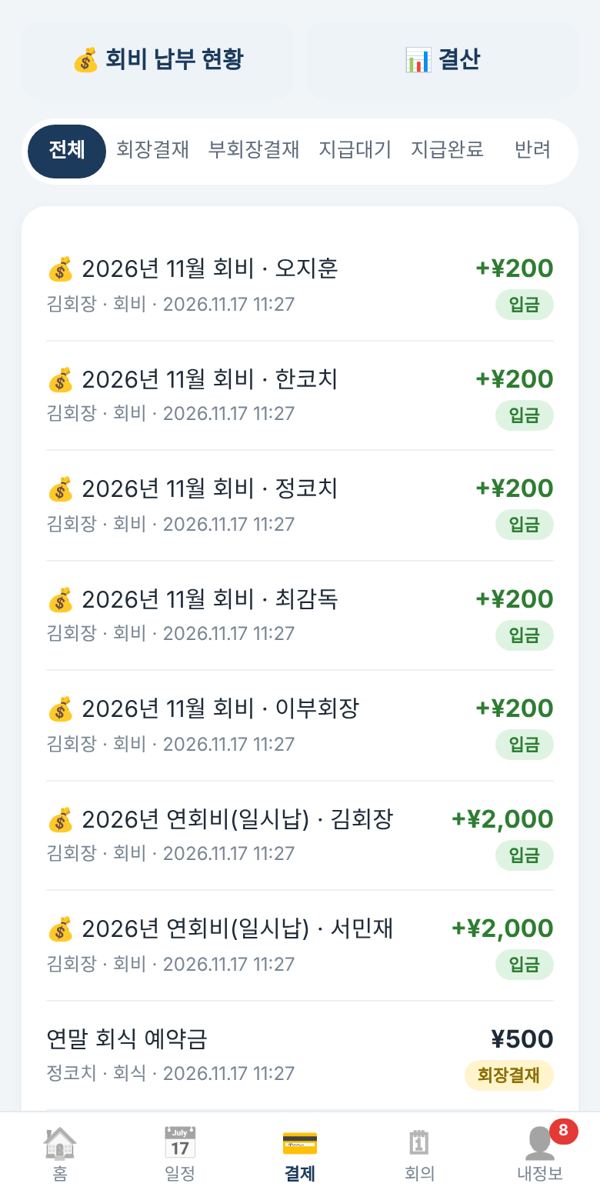 💰 회비 납부 현황
📊 결산
전체 회장결재 부회장결재 지급대기 지급완료 반려
💰 2026년 11월 회비 · 오지훈 +¥200
김회장 · 회비 · 2026.11.17 11:27 입금
💰 2026년 11월 회비 · 한코치 +¥200
김회장 · 회비 · 2026.11.17 11:27 입금
💰 2026년 11월 회비 · 정코치 +¥200
김회장 · 회비 · 2026.11.17 11:27 입금
💰 2026년 11월 회비 · 최감독 +¥200
김회장 · 회비 · 2026.11.17 11:27 입금
💰 2026년 11월 회비 · 이부회장 +¥200
김회장 · 회비 · 2026.11.17 11:27 입금
💰 2026년 연회비(일시납) · 김회장 +¥2,000
김회장 · 회비 · 2026.11.17 11:27 입금
💰 2026년 연회비(일시납) · 서민재 +¥2,000
김회장 · 회비 · 2026.11.17 11:27 입금
연말 회식 예약금 ¥500
정코치 · 회식 · 2026.11.17 11:27 회장결재
July
17
8
홈 일정 결제 회의 내정보